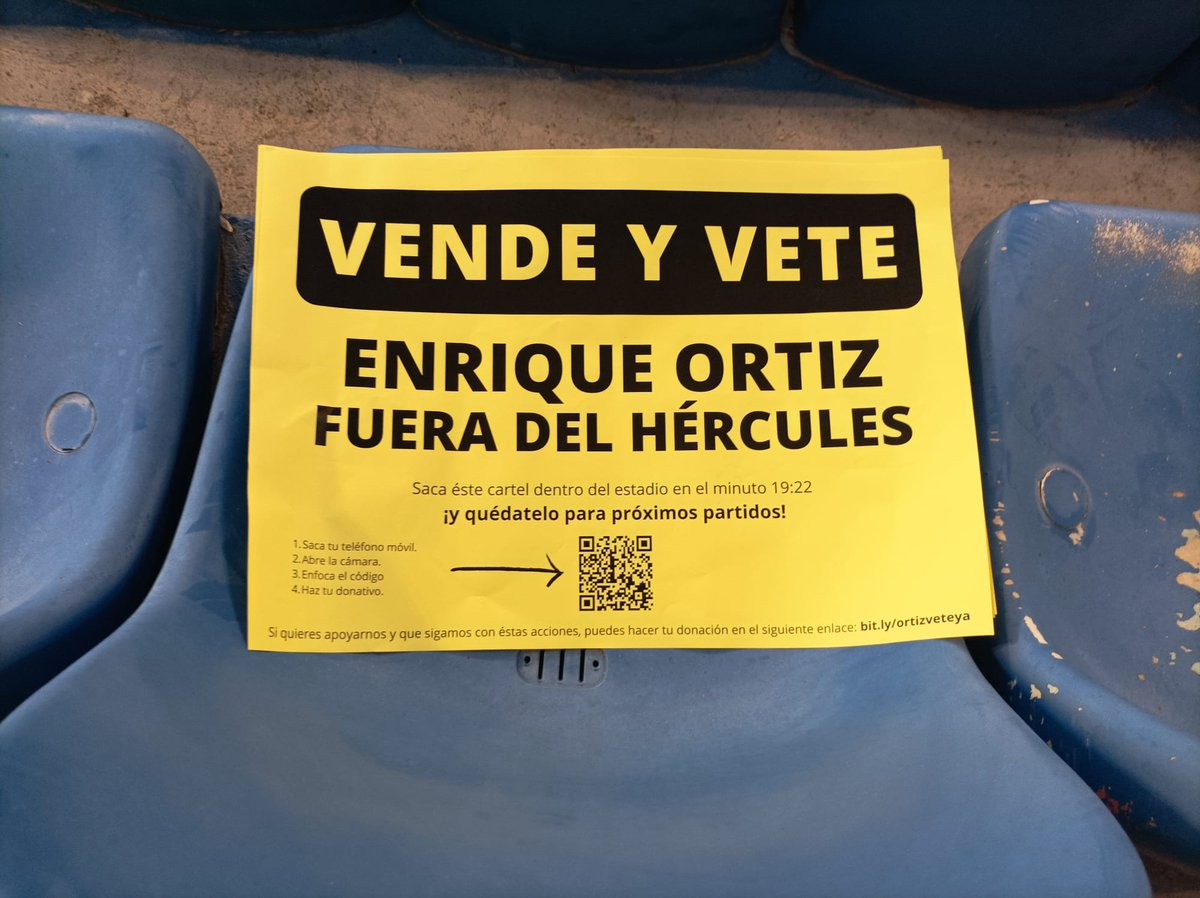 VENDE Y VETE
ENRIQUE ORTIZ
FUERA DEL HÉRCULES
Saca éste cartel dentro del estadio en el minuto 19:22
¡y quédatelo para próximos partidos!
1. Saca tu teléfono móvil.
2. Abre la cámara.
3. Enfoca el código
4. Haz tu donativo.
Si quieres apoyarnos y que sigamos con éstas acciones, puedes hacer tu donación en el siguiente enlace: bit.ly/ortizveteya